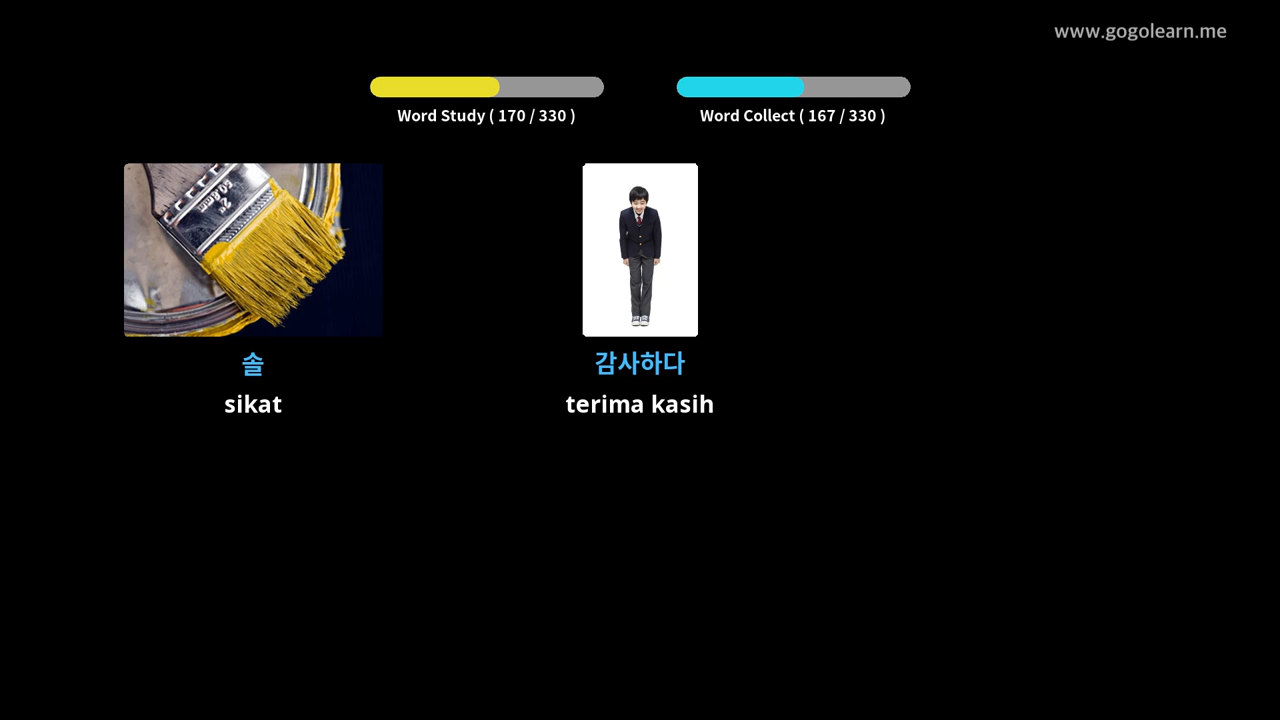 www.gogolearn.me
Word Study ( 170 / 330 )
Word Collect ( 167 / 330 )
솔
sikat
감사하다
terima kasih